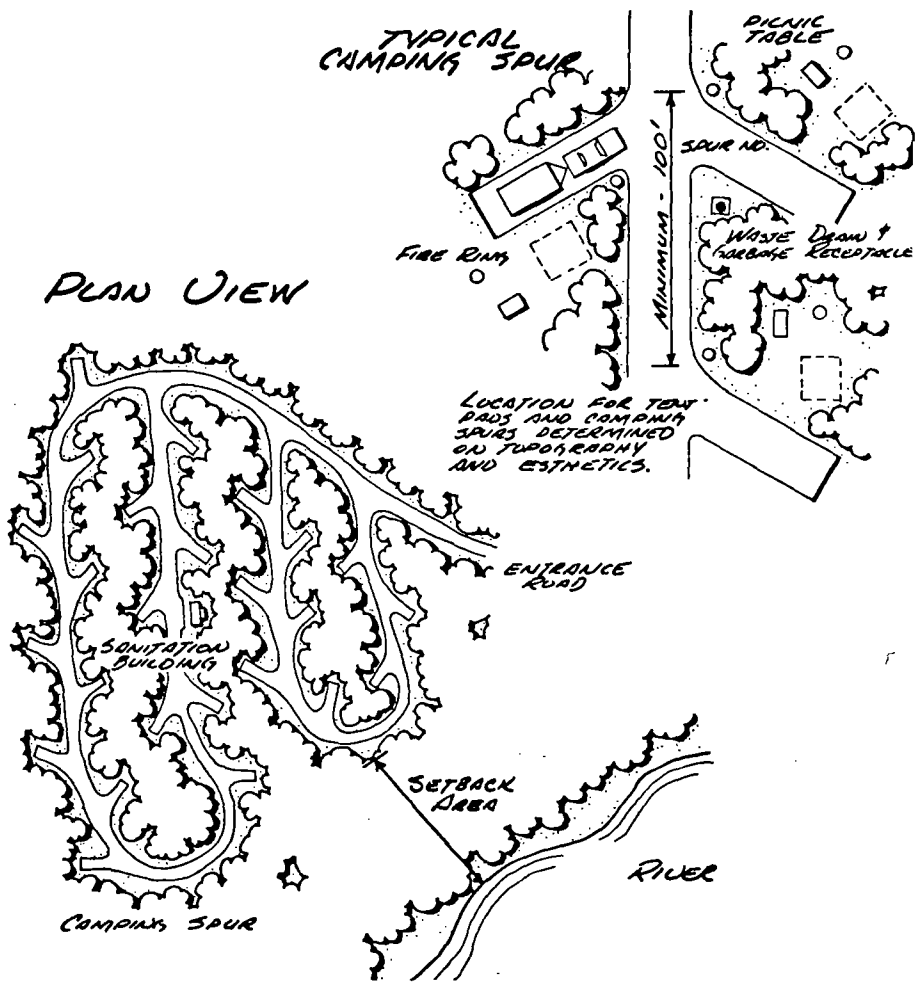 TYPICAL
CAMPING SPUR
PICNIC
TABLE
SPUR NO.
MINIMUM - 100'
FIRE RING
WASTE DRAIN &
GARBAGE RECEPTACLE
LOCATION FOR TENT
PADS AND CAMPING
SPURS DETERMINED
ON TOPOGRAPHY
AND ESTHETICS.
PLAN VIEW
ENTRANCE
ROAD
SANITATION
BUILDING
SETBACK
AREA
RIVER
CAMPING SPUR